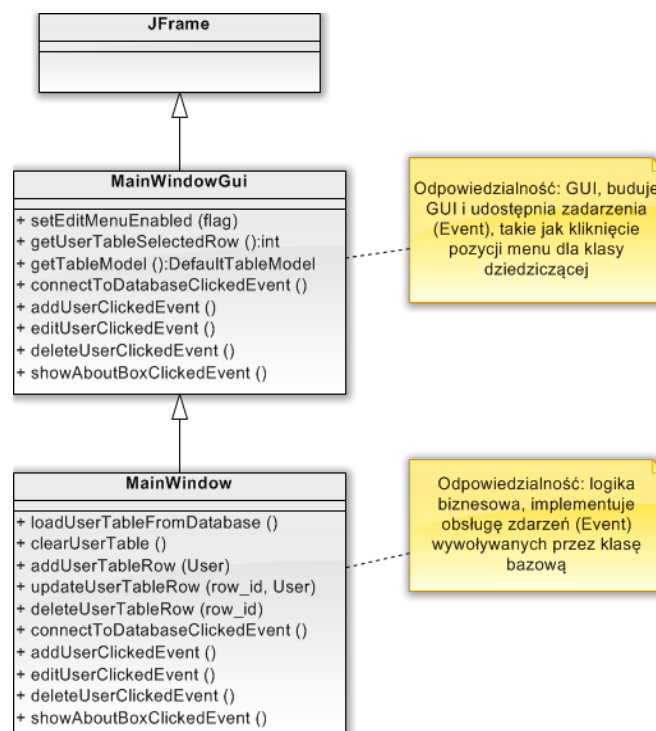 JFrame
MainWindowGui
+ setEditMenuEnabled (flag)
+ getUserTableSelectedRow ():int
+ getTableModel ():DefaultTableModel
+ connectToDatabaseClickedEvent ()
+ addUserClickedEvent ()
+ editUserClickedEvent ()
+ deleteUserClickedEvent ()
+ showAboutBoxClickedEvent ()
Odpowiedzialność: GUI, buduje
GUI i udostępnia zadarzenia
(Event), takie jak kliknięcie
pozycji menu dla klasy
dziedziczącej
MainWindow
+ loadUserTableFromDatabase ()
+ clearUserTable ()
+ addUserTableRow (User)
+ updateUserTableRow (row_id, User)
+ deleteUserTableRow (row_id)
+ connectToDatabaseClickedEvent ()
+ addUserClickedEvent ()
+ editUserClickedEvent ()
+ deleteUserClickedEvent ()
+ showAboutBoxClickedEvent ()
Odpowiedzialność: logika
biznesowa, implementuje
obsługę zdarzeń (Event)
wywoływanych przez klasę
bazową